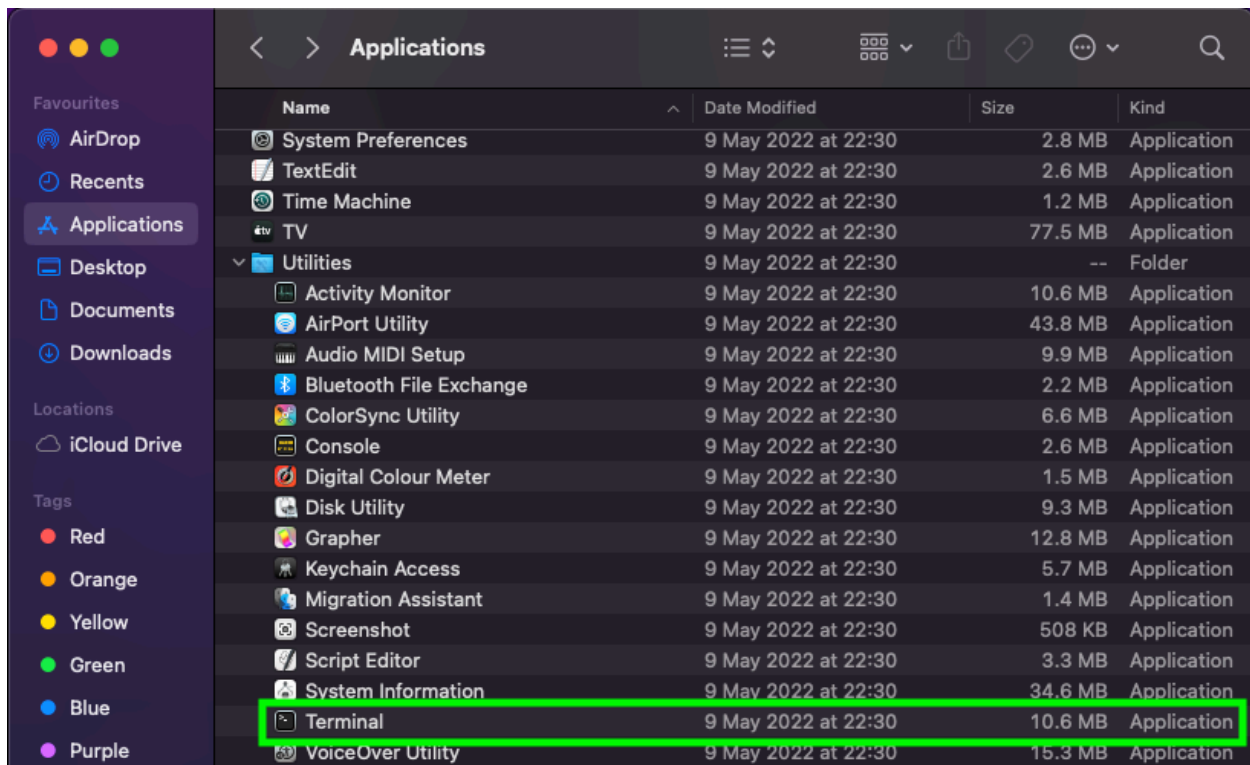 Applications
Favourites
AirDrop
Recents
Applications
Desktop
Documents
Downloads
Locations
iCloud Drive
Tags
Red
Orange
Yellow
Green
Blue
Purple
Name Date Modified Size Kind
System Preferences 9 May 2022 at 22:30 2.8 MB Application
TextEdit 9 May 2022 at 22:30 2.6 MB Application
Time Machine 9 May 2022 at 22:30 1.2 MB Application
tv TV 9 May 2022 at 22:30 77.5 MB Application
Utilities 9 May 2022 at 22:30 -- Folder
Activity Monitor 9 May 2022 at 22:30 10.6 MB Application
AirPort Utility 9 May 2022 at 22:30 43.8 MB Application
Audio MIDI Setup 9 May 2022 at 22:30 9.9 MB Application
Bluetooth File Exchange 9 May 2022 at 22:30 2.2 MB Application
ColorSync Utility 9 May 2022 at 22:30 6.6 MB Application
Console 9 May 2022 at 22:30 2.6 MB Application
Digital Colour Meter 9 May 2022 at 22:30 1.5 MB Application
Disk Utility 9 May 2022 at 22:30 9.3 MB Application
Grapher 9 May 2022 at 22:30 12.8 MB Application
Keychain Access 9 May 2022 at 22:30 5.7 MB Application
Migration Assistant 9 May 2022 at 22:30 1.4 MB Application
Screenshot 9 May 2022 at 22:30 508 KB Application
Script Editor 9 May 2022 at 22:30 3.3 MB Application
System Information 9 May 2022 at 22:30 34.6 MB Application
Terminal 9 May 2022 at 22:30 10.6 MB Application
VoiceOver Utility 9 May 2022 at 22:30 15.3 MB Application